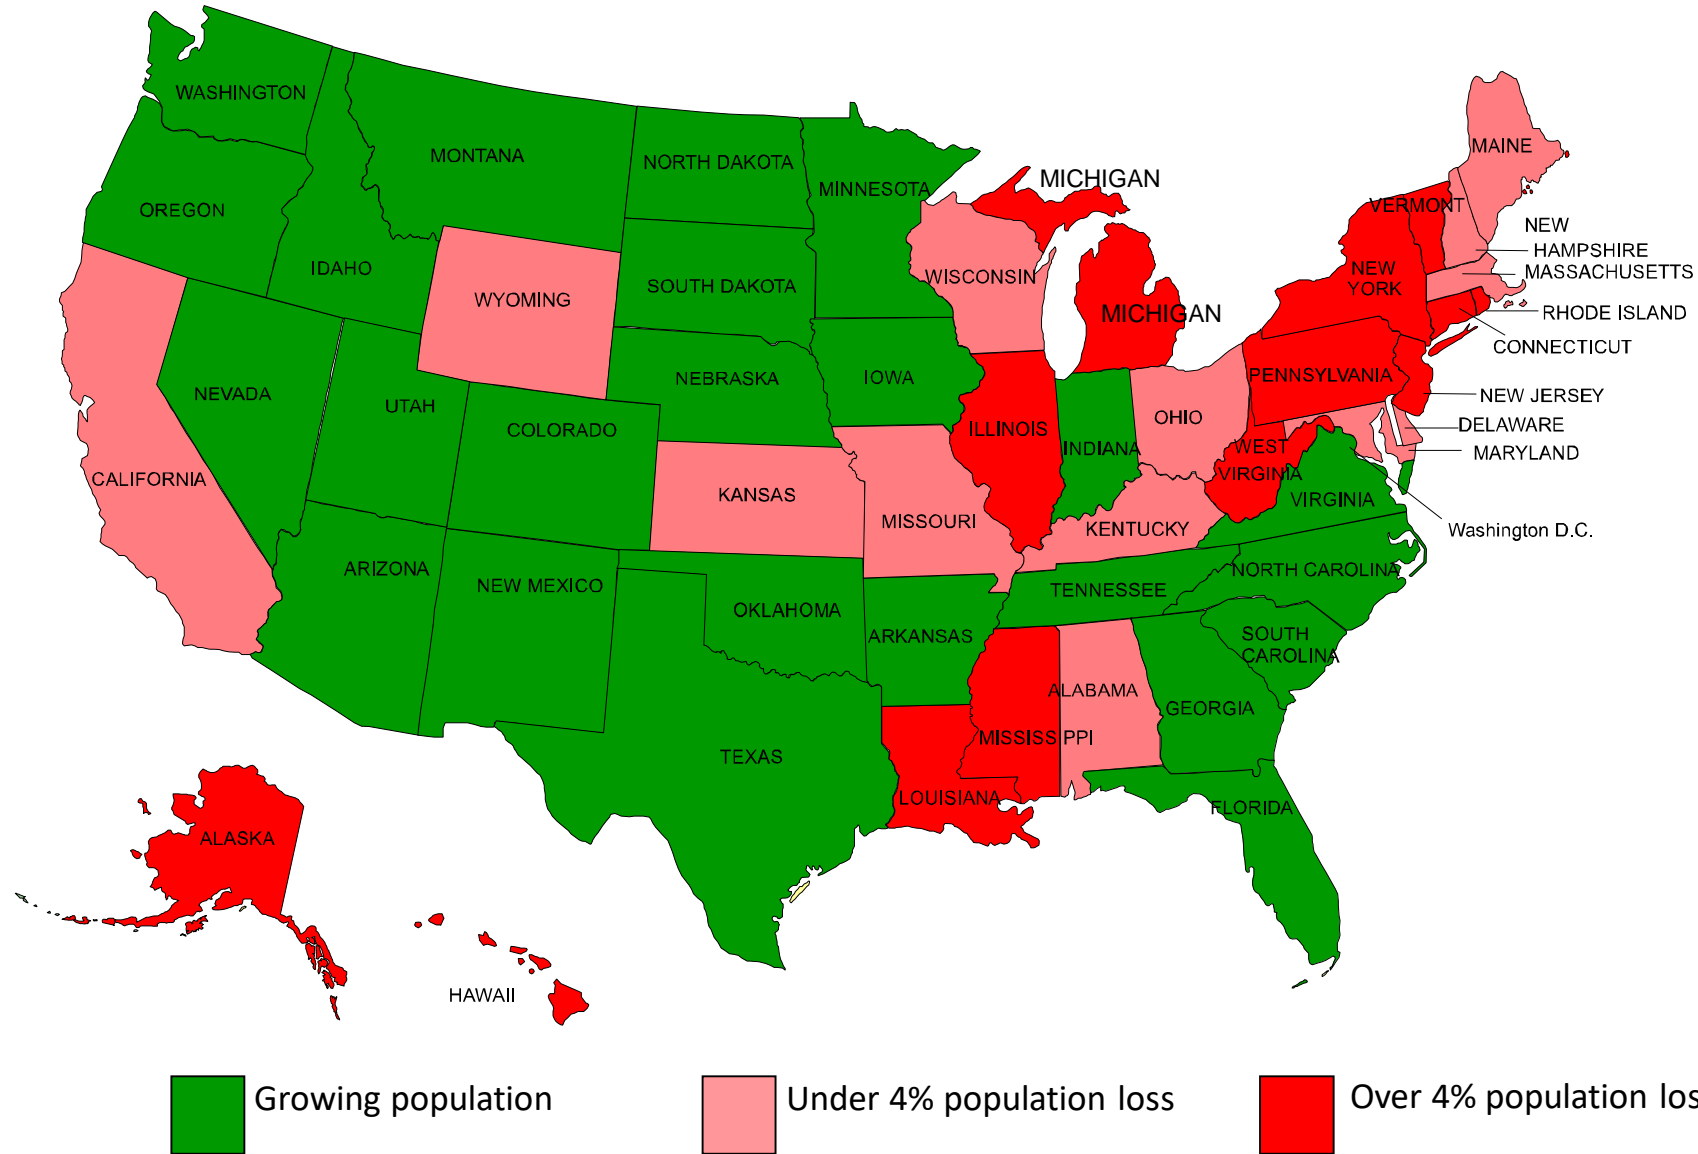 WASHINGTON
OREGON
CALIFORNIA
NEVADA
IDAHO
MONTANA
WYOMING
UTAH
COLORADO
ARIZONA
NEW MEXICO
NORTH DAKOTA
SOUTH DAKOTA
NEBRASKA
KANSAS
OKLAHOMA
TEXAS
MINNESOTA
IOWA
MISSOURI
ARKANSAS
LOUISIANA
WISCONSIN
ILLINOIS
MICHIGAN
MICHIGAN
INDIANA
OHIO
KENTUCKY
TENNESSEE
MISSISS PPI
ALABAMA
GEORGIA
FLORIDA
SOUTH
CAROLINA
NORTH CAROLINA
VIRGINIA
WEST
VIRGINIA
PENNSYLVANIA
NEW
YORK
VERMONT
MAINE
NEW
HAMPSHIRE
MASSACHUSETTS
RHODE ISLAND
CONNECTICUT
NEW JERSEY
DELAWARE
MARYLAND
Washington D.C.
ALASKA
HAWAII
Growing population
Under 4% population loss
Over 4% population los